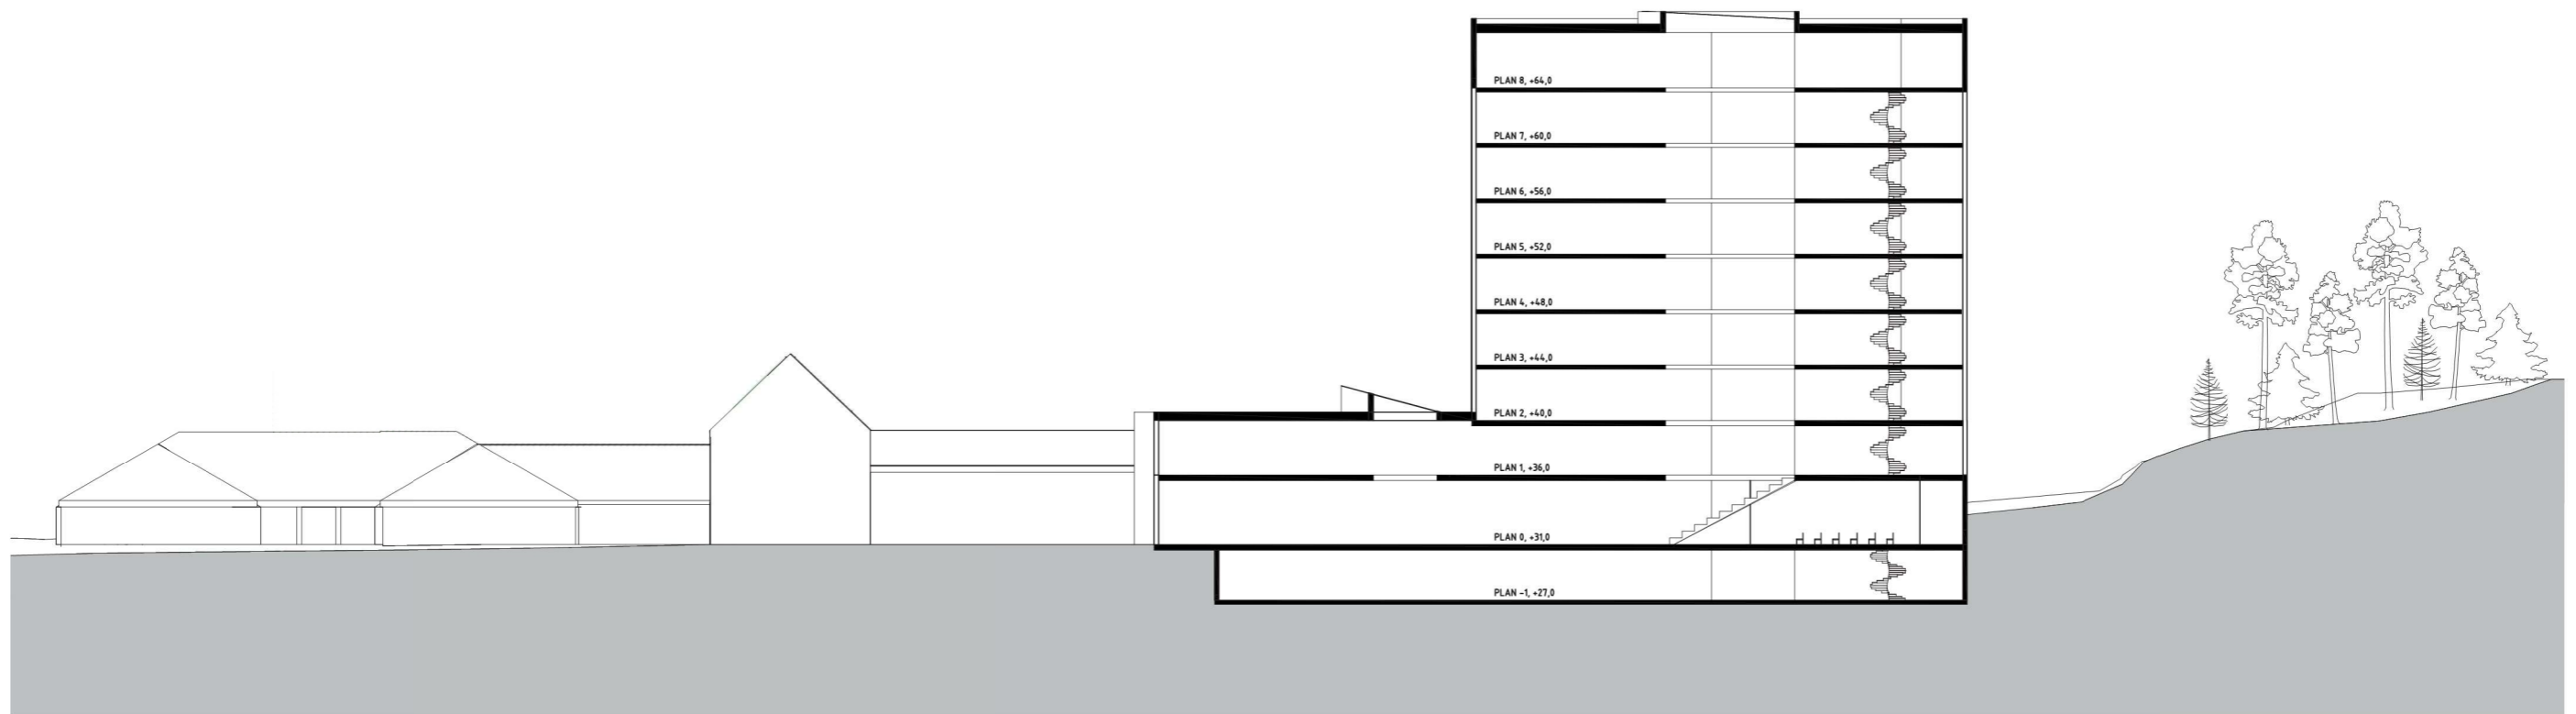 PLAN 8, +64,0
PLAN 7, +60,0
PLAN 6, +56,0
PLAN 5, +52,0
PLAN 4, +48,0
PLAN 3, +44,0
PLAN 2, +40,0
PLAN 1, +36,0
PLAN 0, +31,0
PLAN -1, +27,0